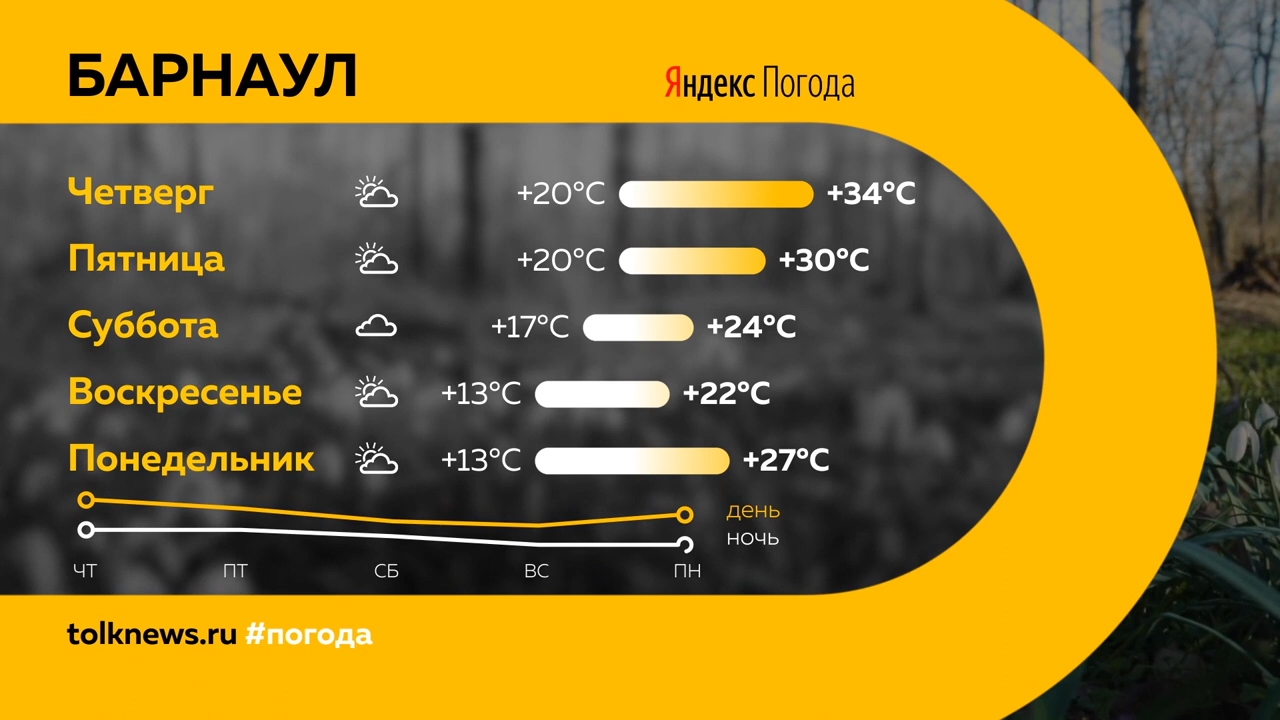 БАРНАУЛ
Яндекс Погода
Четверг +20°C +34°C
Пятница +20°C +30°C
Суббота +17°C +24°C
Воскресенье +13°C +22°C
Понедельник +13°C +27°C
день
ночь
ЧТ ПТ СБ ВС ПН
tolknews.ru #погода